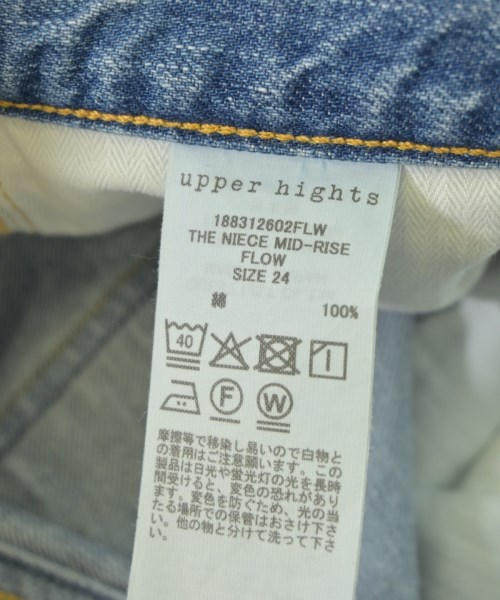 upper hights
188312602FLW
THE NIECE MID-RISE
FLOW
SIZE 24
綿 100%
40
F W
摩擦等で移染し易いので白物と
の着用はご注意願います。この
製品は日光や蛍光灯の光を長時
間受けると、変色の恐れがあり
ます。変色を防ぐため、光の当
たる場所での保管はおさけ下さ
い。他の物と分けて洗って下さ
い。